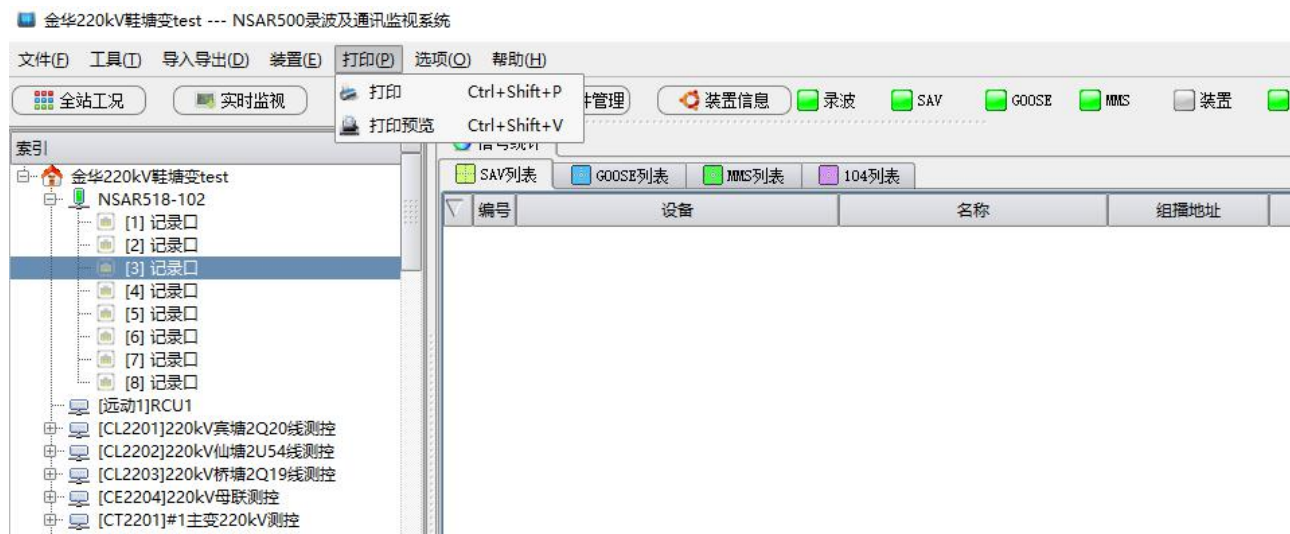 金华220kV鞋塘变test --- NSAR500录波及通讯监视系统
文件(F) 工具(T) 导入导出(D) 装置(E) 打印(P) 选项(O) 帮助(H)
全站工况 实时监视 打印 Ctrl+Shift+P 件管理 装置信息 录波 SAV GOOSE MMS 装置
打印预览 Ctrl+Shift+V
索引 信号统计
金华220kV鞋塘变test SAV列表 GOOSE列表 MMS列表 104列表
NSAR518-102 编号 设备 名称 组播地址
[1] 记录口
[2] 记录口
[3] 记录口
[4] 记录口
[5] 记录口
[6] 记录口
[7] 记录口
[8] 记录口
[远动1]RCU1
[CL2201]220kV宾塘2Q20线测控
[CL2202]220kV仙塘2U54线测控
[CL2203]220kV桥塘2Q19线测控
[CE2204]220kV母联测控
[CT2201]#1主变220kV测控